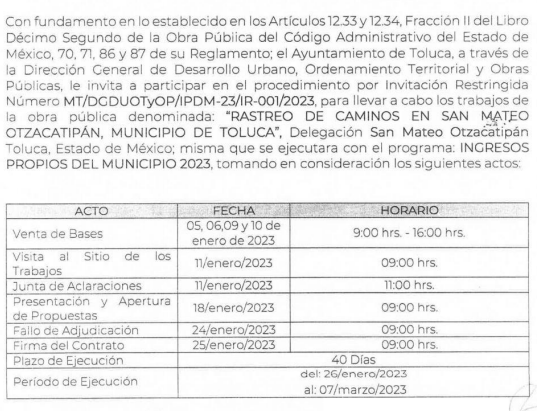 Con fundamento en lo establecido en los Artículos 12.33 y 12.34, Fracción II del Libro
Décimo Segundo de la Obra Pública del Código Administrativo del Estado de
México, 70, 71, 86 y 87 de su Reglamento; el Ayuntamiento de Toluca, a través de
la Dirección General de Desarrollo Urbano, Ordenamiento Territorial y Obras
Públicas, le invita a participar en el procedimiento por Invitación Restringida
Número MT/DGDUOTyOP/IPDM-23/IR-001/2023, para llevar a cabo los trabajos de
la obra pública denominada: "RASTREO DE CAMINOS EN SAN MATEO
OTZACATIPÁN, MUNICIPIO DE TOLUCA", Delegación San Mateo Otzacatipán
Toluca, Estado de México; misma que se ejecutara con el programa: INGRESOS
PROPIOS DEL MUNICIPIO 2023, tomando en consideración los siguientes actos:
ACTO FECHA HORARIO
Venta de Bases 05, 06,09 y 10 de enero de 2023 9:00 hrs. - 16:00 hrs.
Visita al Sitio de los Trabajos 11/enero/2023 09:00 hrs.
Junta de Aclaraciones 11/enero/2023 11:00 hrs.
Presentación y Apertura de Propuestas 18/enero/2023 09:00 hrs.
Fallo de Adjudicación 24/enero/2023 09:00 hrs.
Firma del Contrato 25/enero/2023 09:00 hrs.
Plazo de Ejecución 40 Días
Período de Ejecución del: 26/enero/2023
al: 07/marzo/2023